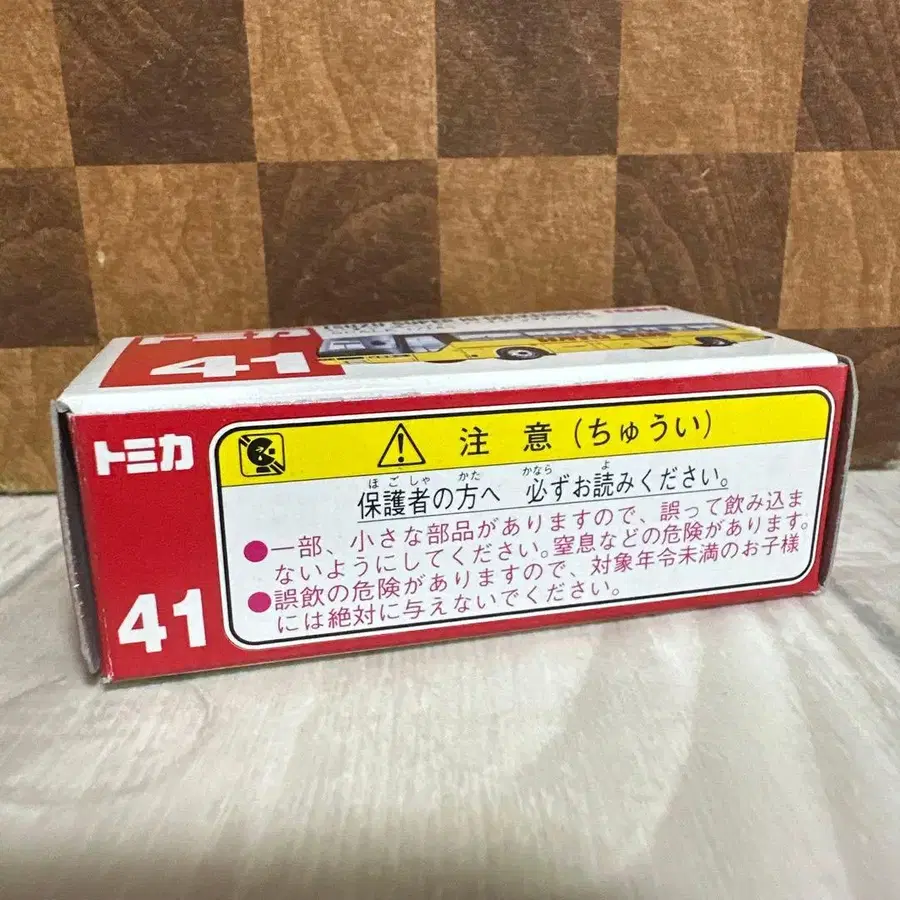 トミカ
41
トミカ
41
注意(ちゅうい)
保護者の方へ 必ずお読みください。
ほごしゃ かた かなら よ
●一部、小さな部品がありますので、誤って飲み込ま
ないようにしてください。窒息などの危険があります。
●誤飲の危険がありますので、対象年令未満のお子様
には絶対に与えないでください。